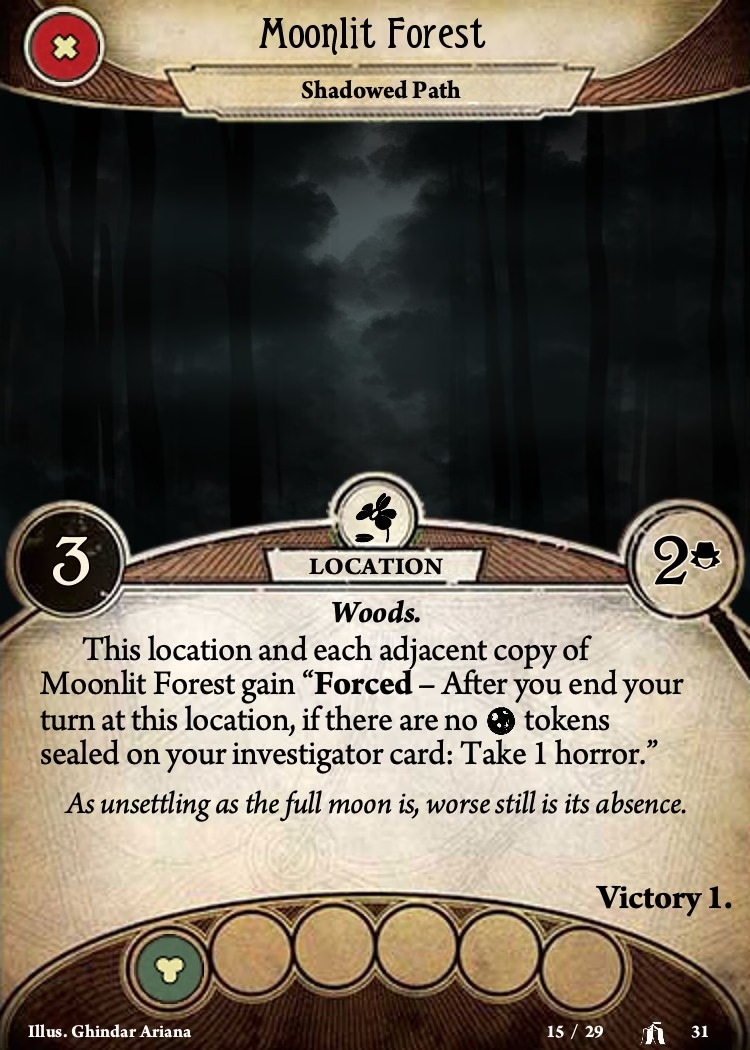 Moonlit Forest
Shadowed Path
3
2
LOCATION
Woods.
This location and each adjacent copy of
Moonlit Forest gain “Forced – After you end your
turn at this location, if there are no tokens
sealed on your investigator card: Take 1 horror.”
As unsettling as the full moon is, worse still is its absence.
Victory 1.
Illus. Ghindar Ariana
15 / 29
31